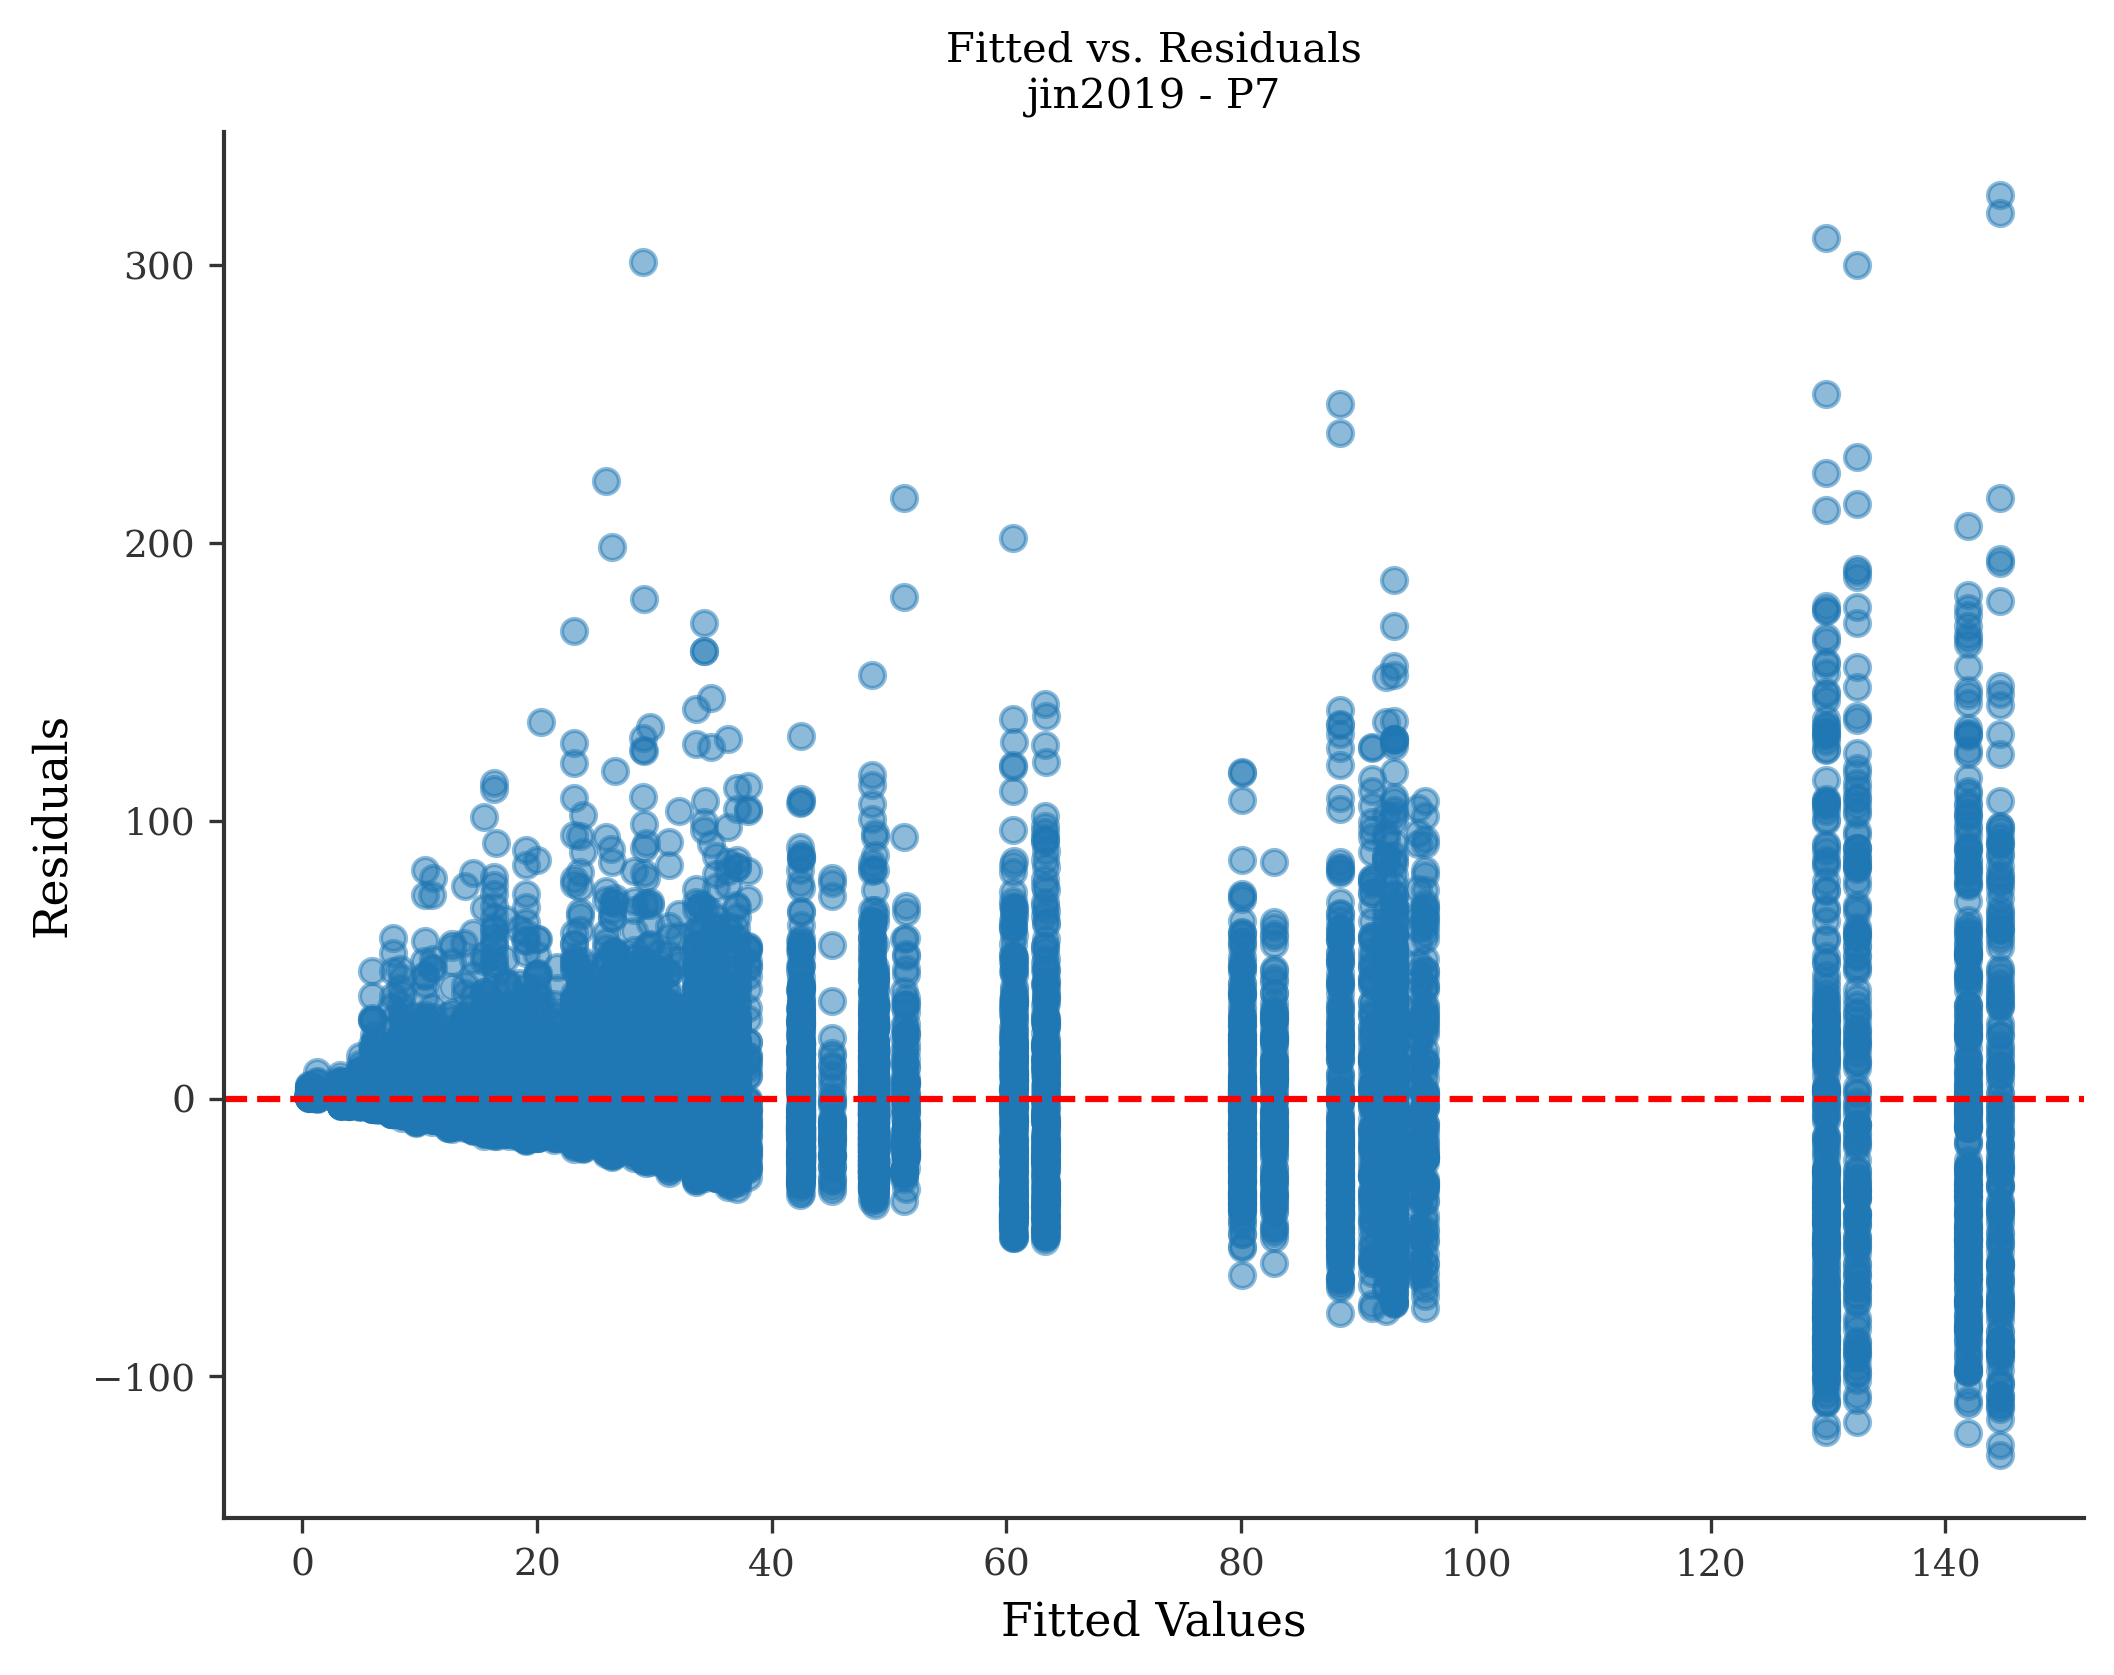 Fitted vs. Residuals
jin2019 - P7
Residuals
300
200
100
0
−100
0 20 40 60 80 100 120 140
Fitted Values